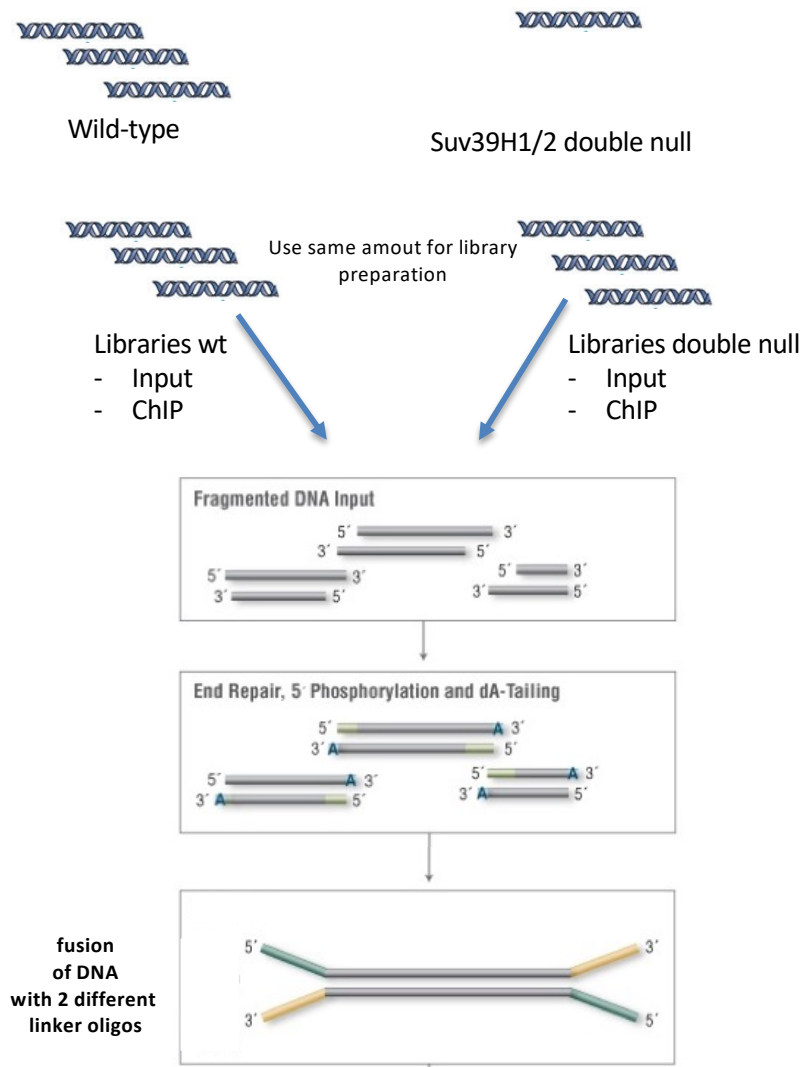 Wild-type
Suv39H1/2 double null
Use same amout for library
preparation
Libraries wt
- Input
- ChIP
Libraries double null
- Input
- ChIP
Fragmented DNA Input
5´ 3´
3´ 5´
5´ 3´
3´ 5´
5´ 3´
3´ 5´
End Repair, 5´ Phosphorylation and dA-Tailing
5´ A 3´
3´ A 5´
5´ A 3´
3´ A 5´
5´ A 3´
3´ A 5´
fusion
of DNA
with 2 different
linker oligos
5´ 3´
3´ 5´